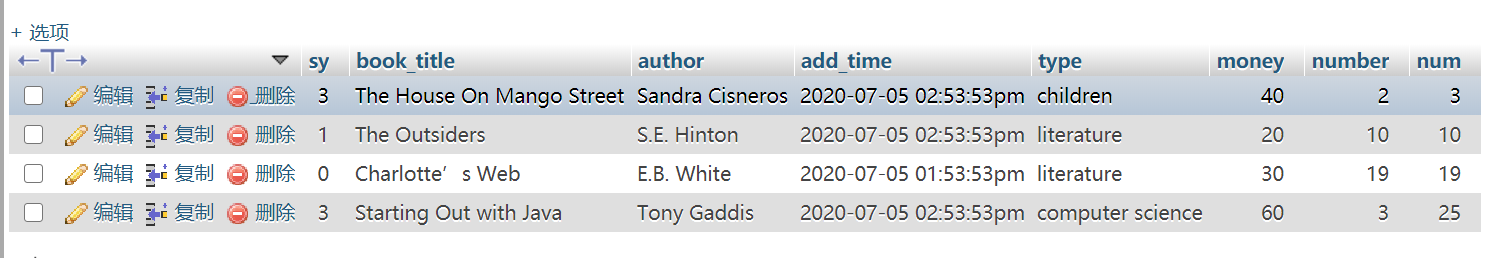 + 选项
←T→ sy book_title author add_time type money number num
编辑 复制 删除 3 The House On Mango Street Sandra Cisneros 2020-07-05 02:53:53pm children 40 2 3
编辑 复制 删除 1 The Outsiders S.E. Hinton 2020-07-05 02:53:53pm literature 20 10 10
编辑 复制 删除 0 Charlotte’s Web E.B. White 2020-07-05 01:53:53pm literature 30 19 19
编辑 复制 删除 3 Starting Out with Java Tony Gaddis 2020-07-05 02:53:53pm computer science 60 3 25